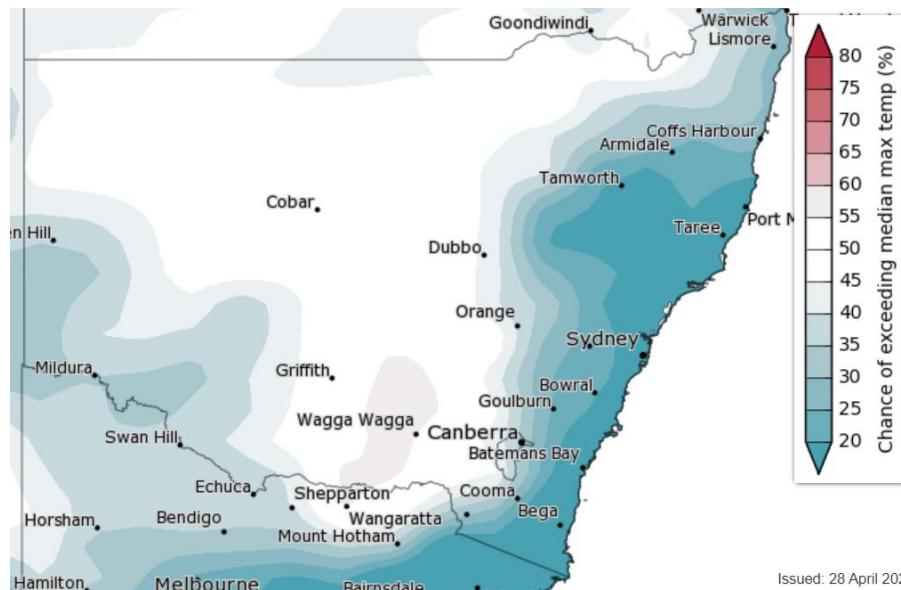 Goondiwindi
Warwick
Lismore
Coffs Harbour
Armidale
Tamworth
Cobar
Taree
Port M
en Hill
Dubbo
Orange
Sydney
Mildura
Griffith
Bowral
Goulburn
Wagga Wagga
Canberra
Swan Hill
Batemans Bay
Echuca
Shepparton
Cooma
Horsham
Bendigo
Wangaratta
Bega
Mount Hotham
Hamilton
Melbourne
Bairnsdale
80
75
70
65
60
55
50
45
40
35
30
25
20
Chance of exceeding median max temp (%)
Issued: 28 April 202